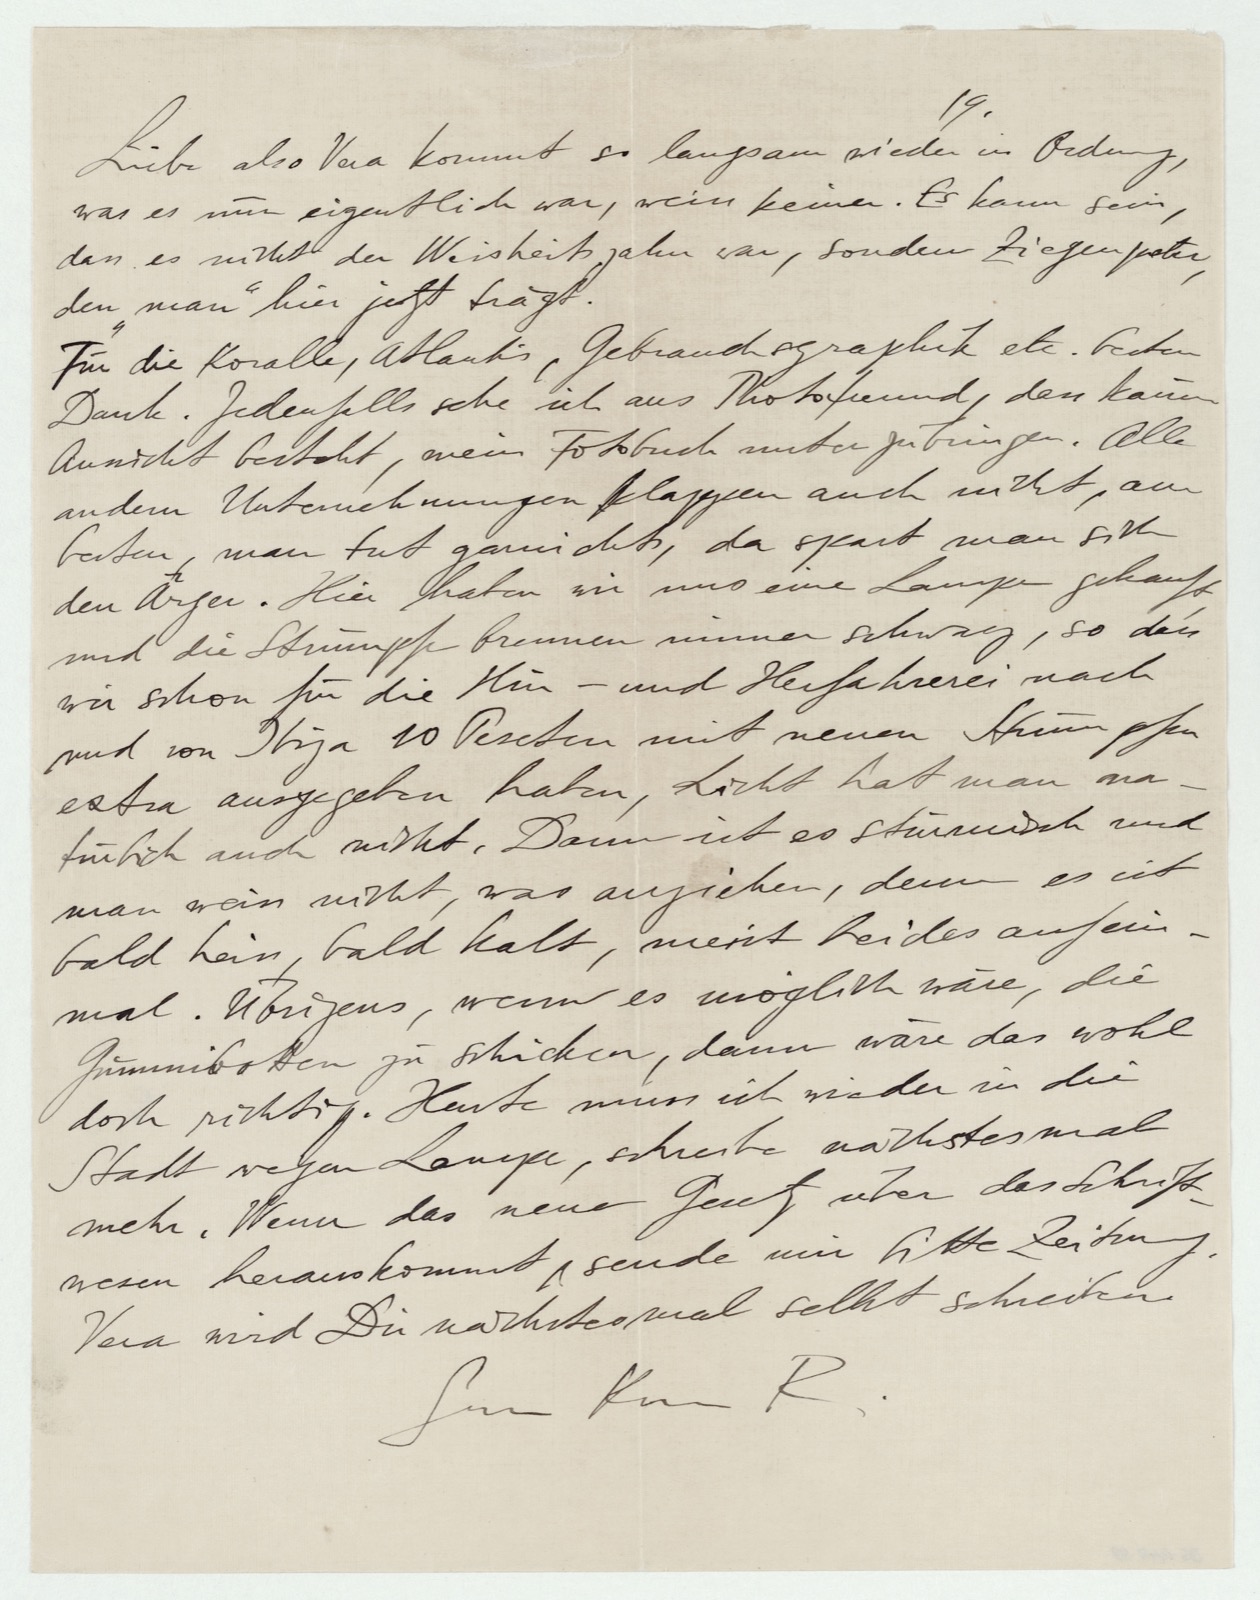 19.
Liebe also Vera kommt so langsam wieder in Ordnung,
was es nun eigentlich war, weiss keiner. Es kann sein,
dass es nicht der Weisheitszahn war, sondern Ziegenpeter,
den „man“ hier jetzt trägt.
Für die Koralle, Atlantis, Gebrauchsgraphik etc. besten
Dank. Jedenfalls sehe ich aus Photofreund, dass kaum
Aussicht besteht, mein Fotobuch unterzubringen. Alle
andern Unternehmungen klappen auch nicht, am
besten, man tut garnichts, da spart man sich
den Ärger. Hier haben wir uns eine Lampe gekauft
und die Strümpfe brennen immer schwarz, so dass
wir schon für die Hin- und Herfahrerei nach
und von Ibiza 10 Peseten mit neuen Strümpfen
extra ausgegeben haben, Licht hat man na-
türlich auch nicht. Dann ist es stürmisch und
man weiss nicht, was anziehen, denn es ist
bald heiss, bald kalt, meist beides aufein-
mal. Übrigens, wenn es möglich wäre, die
Gummibotten zu schicken, dann wäre das wohl
doch richtig. Heute muss ich wieder in die
Stadt wegen Lampe, schreibe nächstesmal
mehr. Wenn das neue Gesetz über das Schrift-
wesen herauskommt, sende mir bitte Zeitung.
Vera wird Dir nächstesmal selbst schreiben
R.